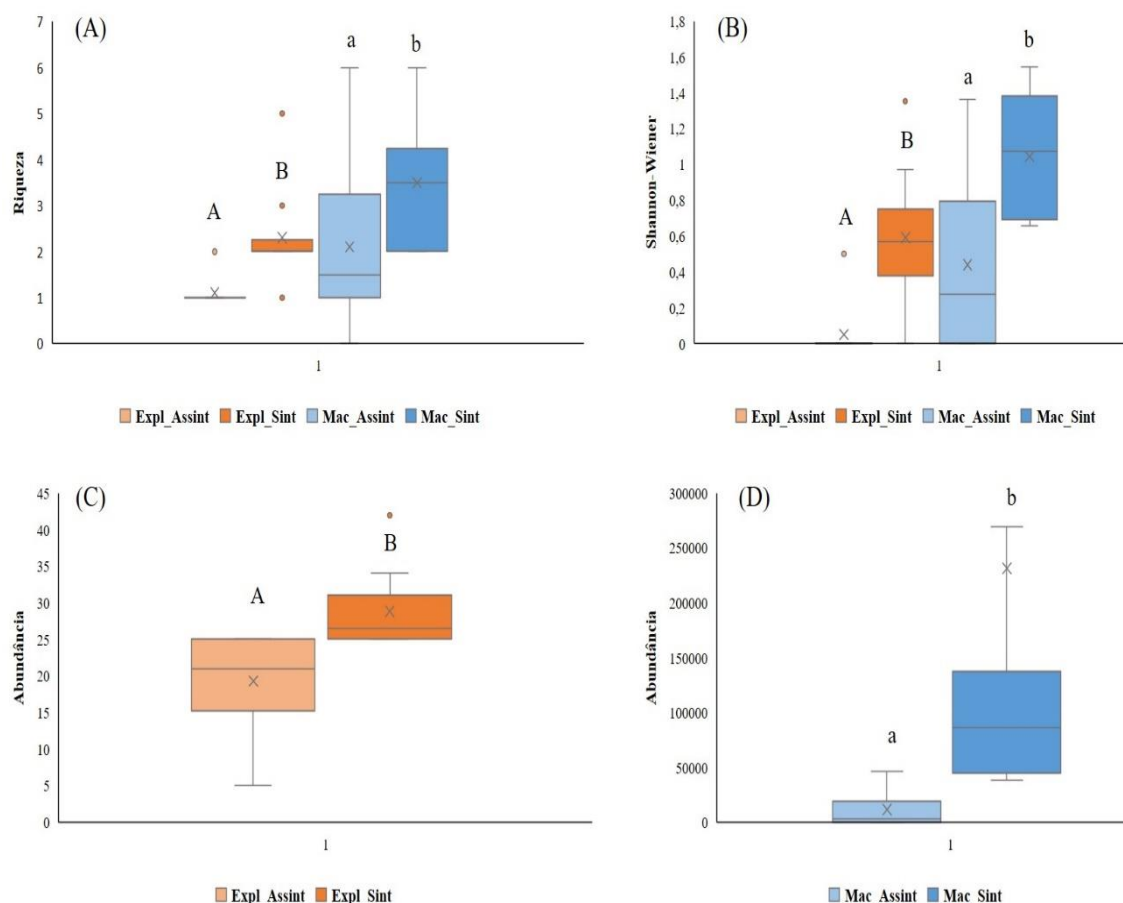 (A)
Riqueza
7
6
5
4
3
2
1
0
A
B
a
b
1
Expl_Assint Expl_Sint Mac_Assint Mac_Sint
(B)
Shannon-Wiener
1,8
1,6
1,4
1,2
1
0,8
0,6
0,4
0,2
0
A
B
a
b
1
Expl_Assint Expl_Sint Mac_Assint Mac_Sint
(C)
Abundância
45
40
35
30
25
20
15
10
5
0
A
B
1
Expl_Assint Expl_Sint
(D)
Abundância
300000
250000
200000
150000
100000
50000
0
a
b
1
Mac_Assint Mac_Sint